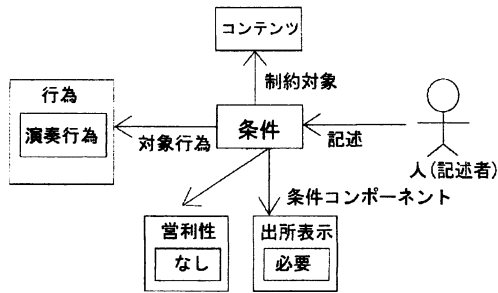 コンテンツ
制約対象
行為
演奏行為
対象行為
条件
記述
人(記述者)
条件コンポーネント
営利性
なし
出所表示
必要